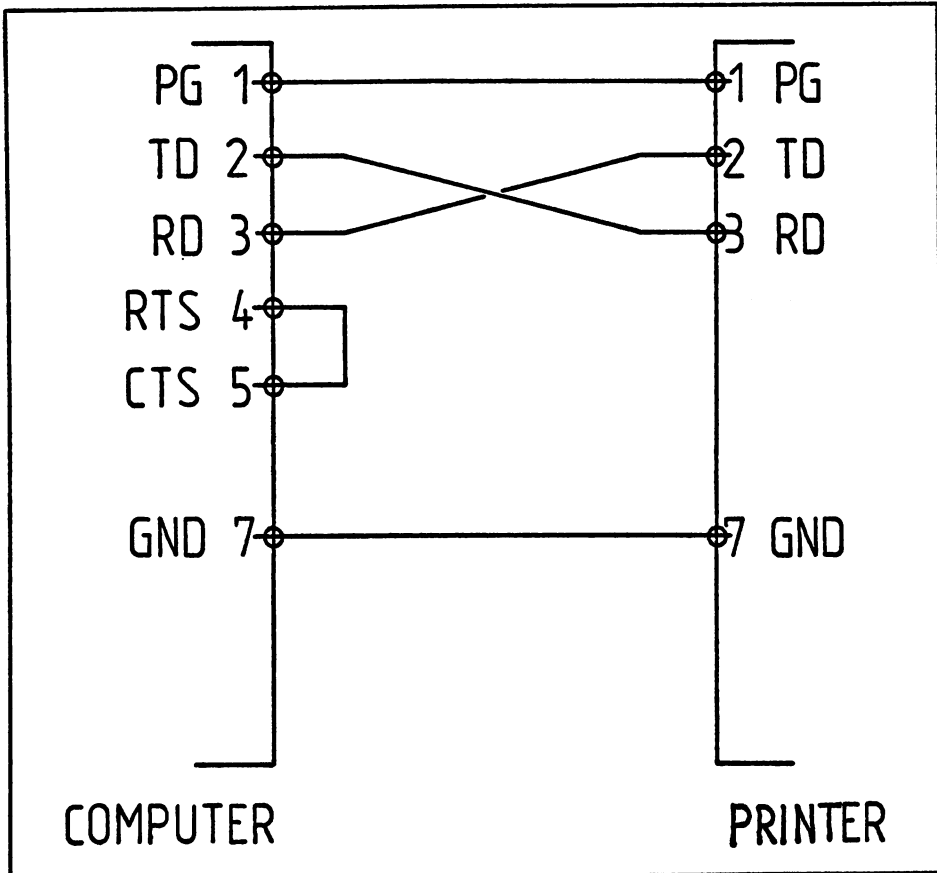 PG 1 1 PG
TD 2 2 TD
RD 3 3 RD
RTS 4
CTS 5
GND 7 7 GND
COMPUTER PRINTER